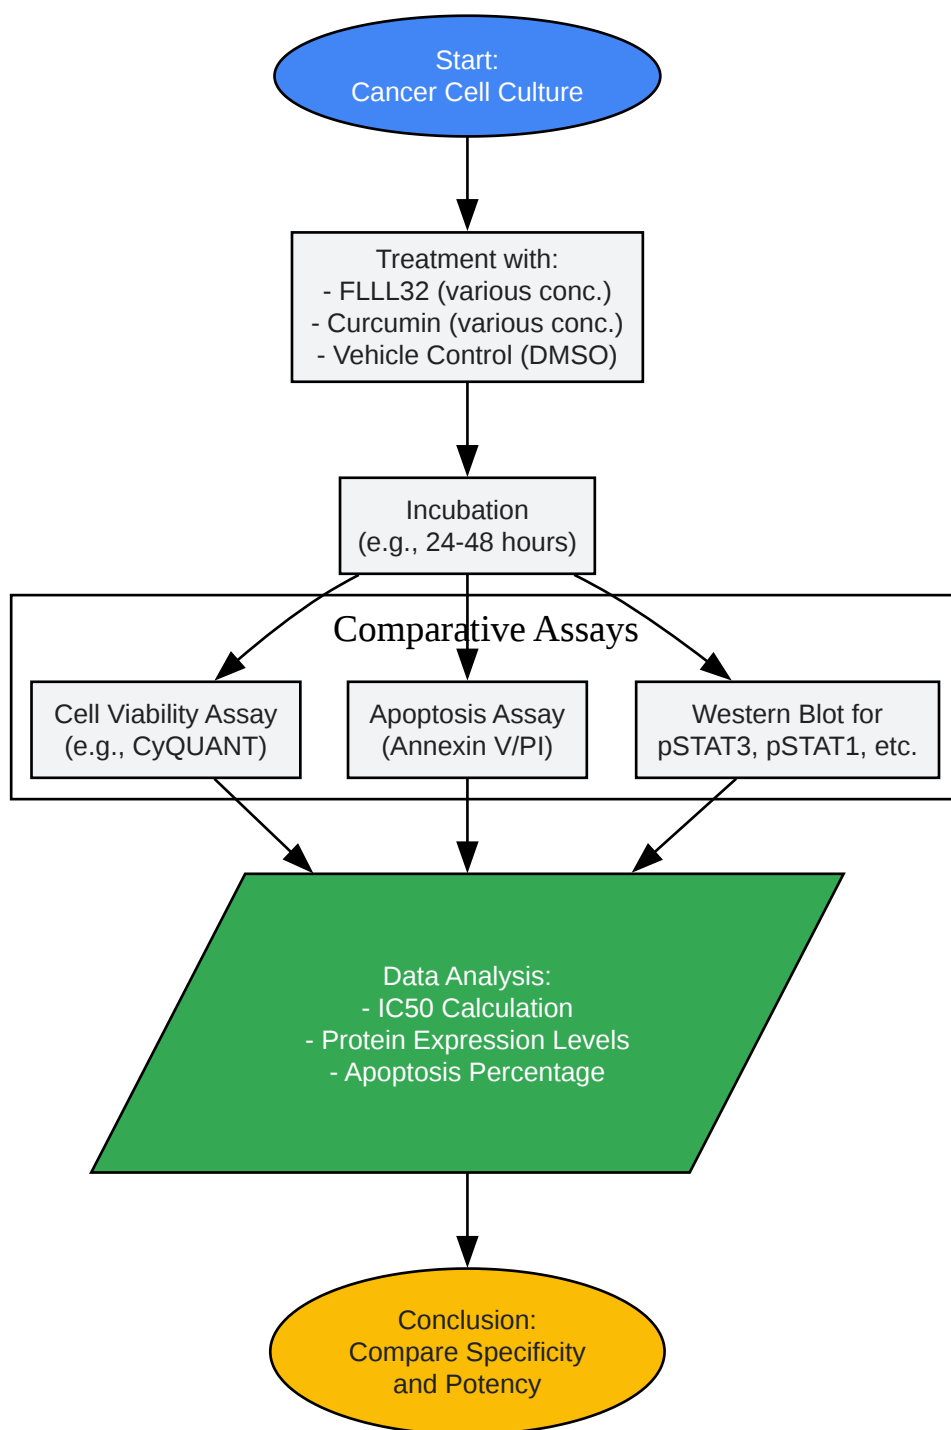 Start:
Cancer Cell Culture
Treatment with:
- FLLL32 (various conc.)
- Curcumin (various conc.)
- Vehicle Control (DMSO)
Incubation
(e.g., 24-48 hours)
Comparative Assays
Cell Viability Assay
(e.g., CyQUANT)
Apoptosis Assay
(Annexin V/PI)
Western Blot for
pSTAT3, pSTAT1, etc.
Data Analysis:
- IC50 Calculation
- Protein Expression Levels
- Apoptosis Percentage
Conclusion:
Compare Specificity
and Potency